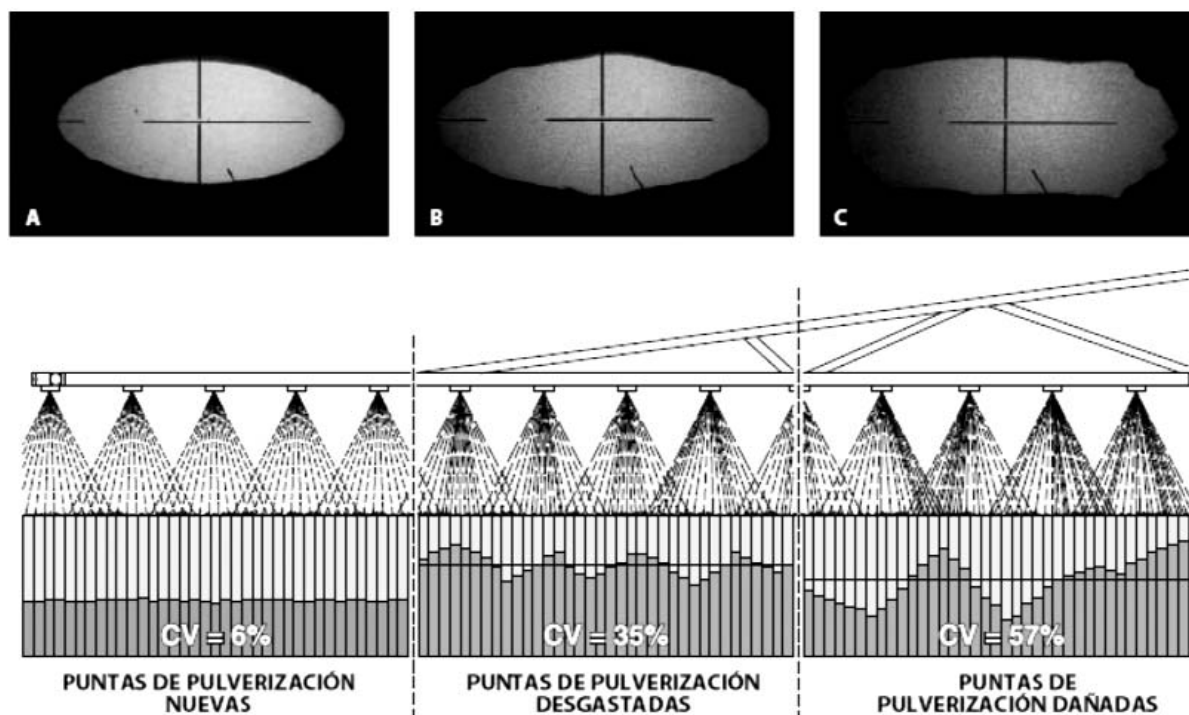 A
B
C
CV = 6%
CV = 35%
CV = 57%
PUNTAS DE PULVERIZACIÓN
NUEVAS
PUNTAS DE PULVERIZACIÓN
DESGASTADAS
PUNTAS DE
PULVERIZACIÓN DAÑADAS